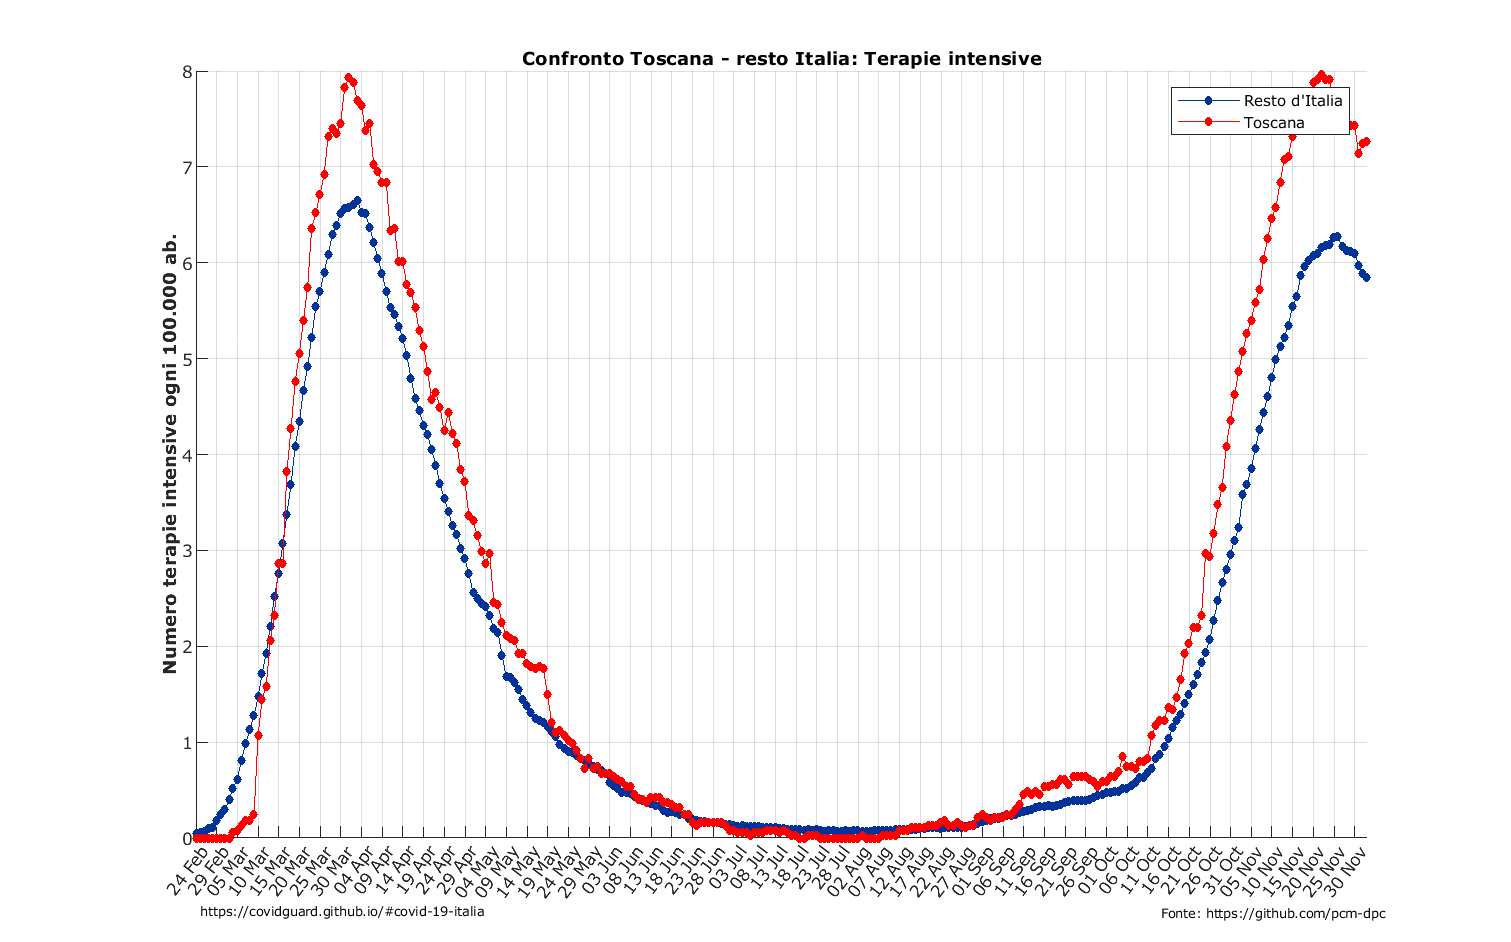 Confronto Toscana - resto Italia: Terapie intensive
Numero terapie intensive ogni 100.000 ab.
8
7
6
5
4
3
2
1
0
Resto d'Italia
Toscana
24 Feb
29 Feb
05 Mar
10 Mar
15 Mar
20 Mar
25 Mar
30 Mar
04 Apr
09 Apr
14 Apr
19 Apr
24 Apr
29 Apr
04 May
09 May
14 May
19 May
24 May
29 May
03 Jun
08 Jun
13 Jun
18 Jun
23 Jun
28 Jun
03 Jul
08 Jul
13 Jul
18 Jul
23 Jul
28 Jul
02 Aug
07 Aug
12 Aug
17 Aug
22 Aug
27 Aug
01 Sep
06 Sep
11 Sep
16 Sep
21 Sep
26 Sep
01 Oct
06 Oct
11 Oct
16 Oct
21 Oct
26 Oct
31 Oct
05 Nov
10 Nov
15 Nov
20 Nov
25 Nov
30 Nov
https://covidguard.github.io/#covid-19-italia
Fonte: https://github.com/pcm-dpc